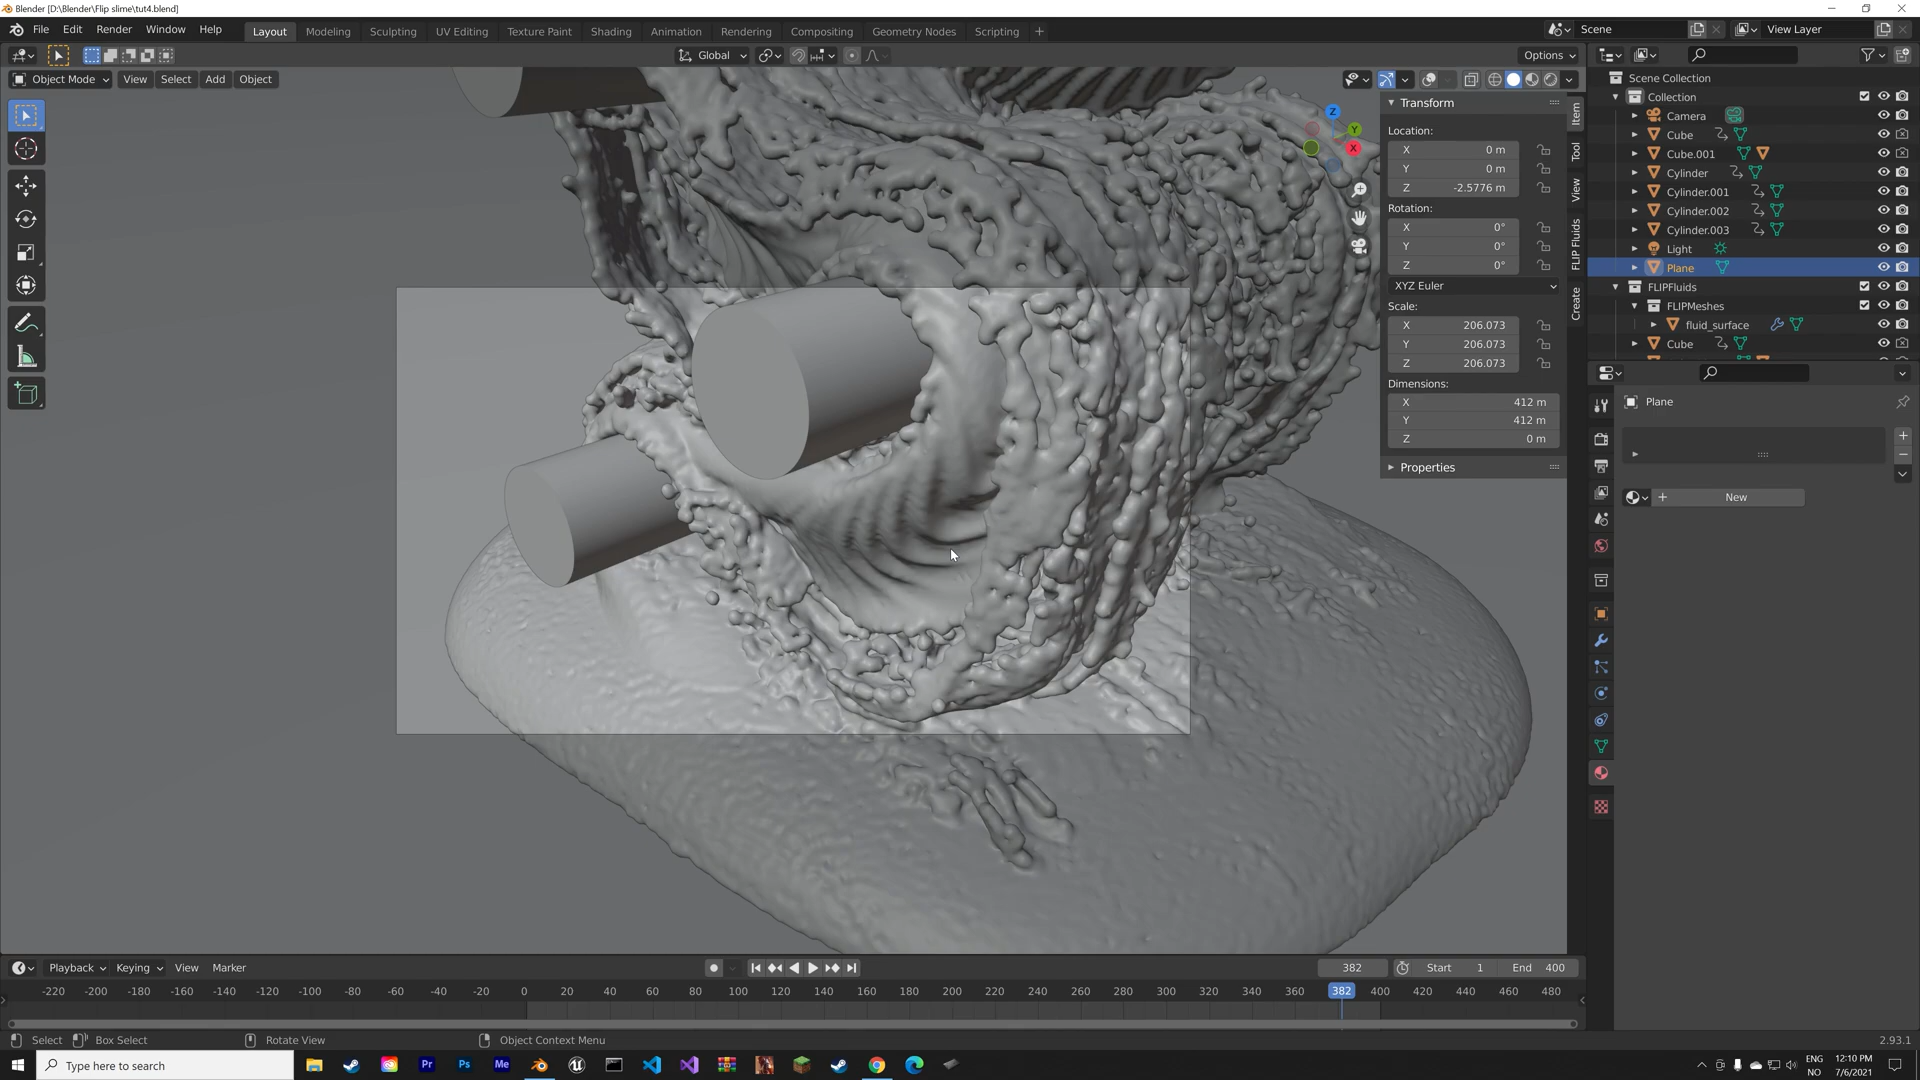 Blender [D:\Blender\Flip slime\tut4.blend]
File Edit Render Window Help
Layout Modeling Sculpting UV Editing Texture Paint Shading Animation Rendering Compositing Geometry Nodes Scripting +
Scene
View Layer
Global
Options
Object Mode View Select Add Object
Z
Y
X
Transform
Location:
X 0 m
Y 0 m
Z -2.5776 m
Rotation:
X 0°
Y 0°
Z 0°
XYZ Euler
Scale:
X 206.073
Y 206.073
Z 206.073
Dimensions:
X 412 m
Y 412 m
Z 0 m
Properties
Item
Tool
View
FLIP Fluids
Create
Scene Collection
Collection
Camera
Cube
Cube.001
Cylinder
Cylinder.001
Cylinder.002
Cylinder.003
Light
Plane
FLIPFluids
FLIPMeshes
fluid_surface
Cube
Plane
New
Playback Keying View Marker
382
Start 1 End 400
-220 -200 -180 -160 -140 -120 -100 -80 -60 -40 -20 0 20 40 60 80 100 120 140 160 180 200 220 240 260 280 300 320 340 360 382 400 420 440 460 480
Select Box Select Rotate View Object Context Menu
2.93.1
Type here to search
Pr
Ps
Me
ENG
NO
12:10 PM
7/6/2021